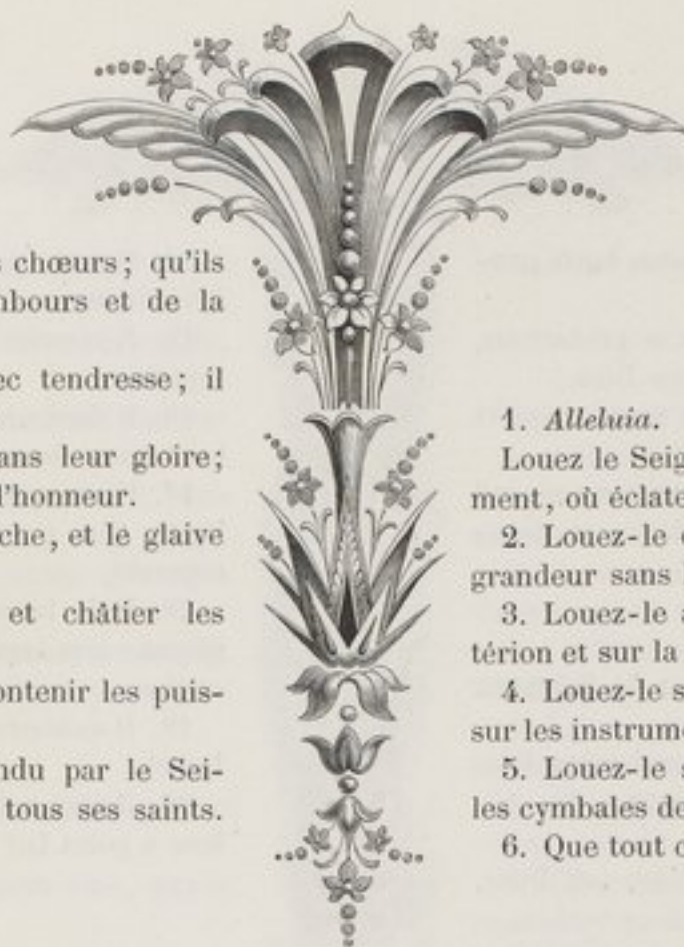 s chœurs; qu'ils
nbours et de la
ec tendresse; il
ans leur gloire;
l'honneur.
che, et le glaive
et châtier les
ontenir les puis-
ndu par le Sei-
tous ses saints.
1. Alleluia.
Louez le Seig
ment, où éclate
2. Louez-le
grandeur sans
3. Louez-le a
térion et sur la
4. Louez-le s
sur les instrume
5. Louez-le s
les cymbales de
6. Que tout c